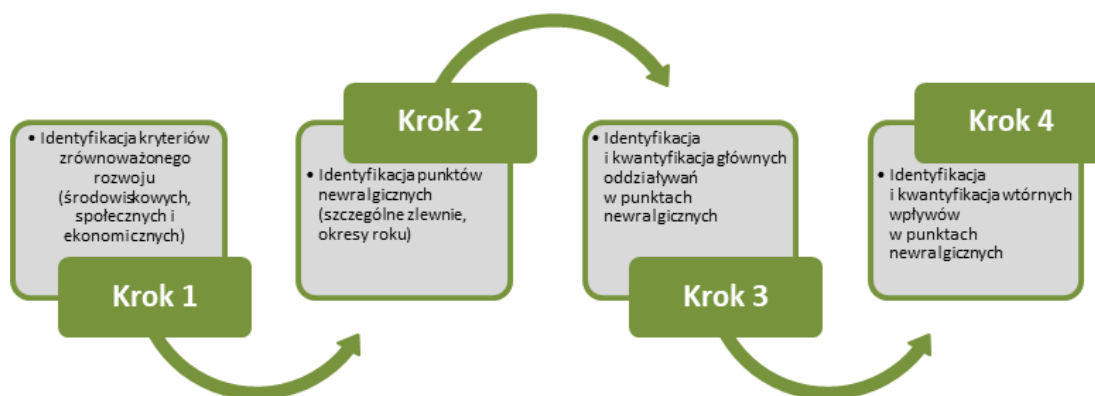 • Identyfikacja kryteriów
zrównoważonego
rozwoju
(środowiskowych,
społecznych i
ekonomicznych)
Krok 1
Krok 2
• Identyfikacja punktów
newralgicznych
(szczególne zlewnie,
okresy roku)
• Identyfikacja
i kwantyfikacja głównych
oddziaływań
w punktach
newralgicznych
Krok 3
Krok 4
• Identyfikacja
i kwantyfikacja wtórnych
wpływów
w punktach
newralgicznych